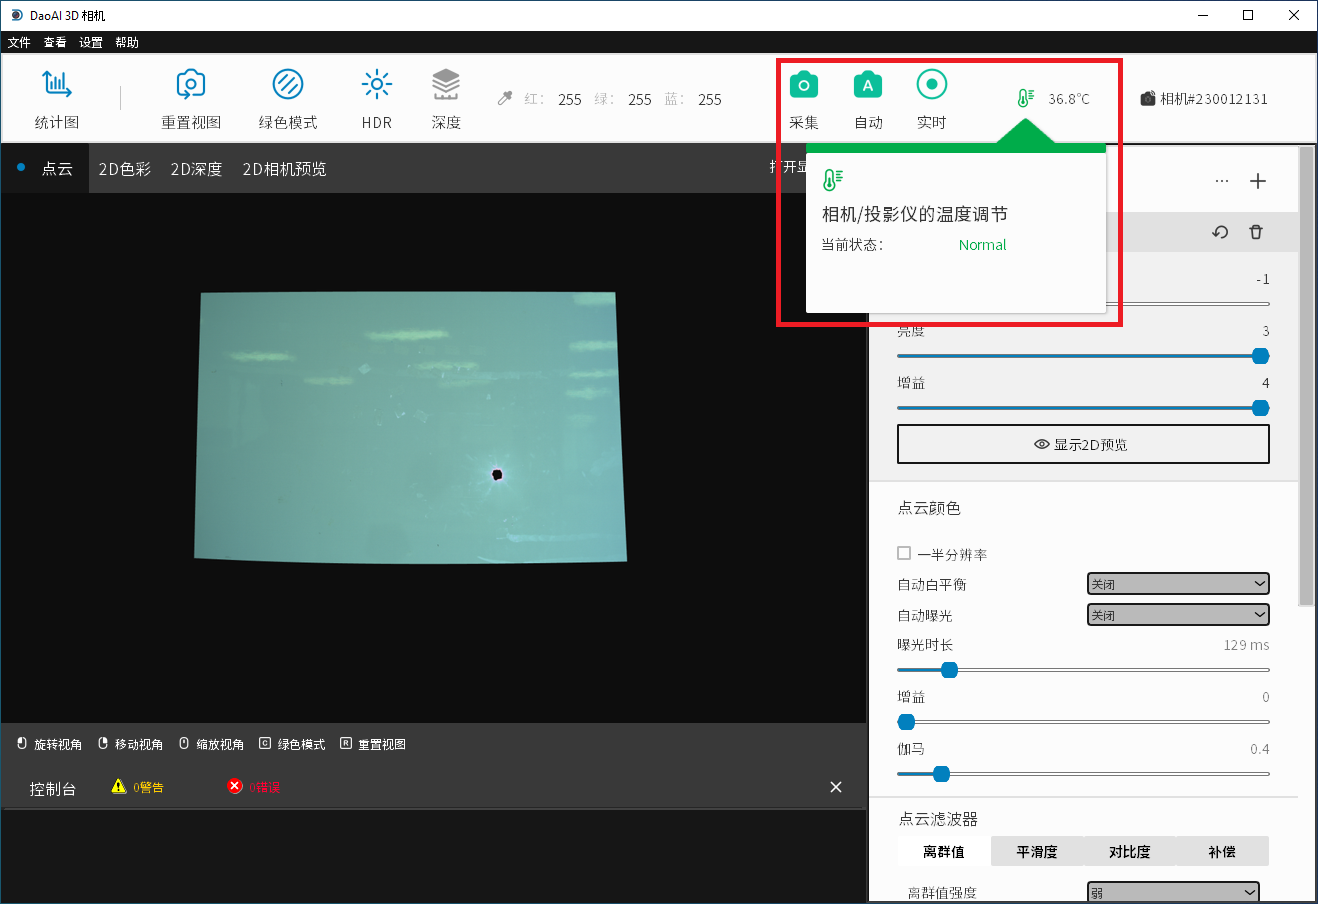 DaoAI 3D 相机
文件 查看 设置 帮助
统计图 重置视图 绿色模式 HDR 深度 红: 255 绿: 255 蓝: 255 采集 自动 实时 36.8°C 相机#230012131
点云 2D色彩 2D深度 2D相机预览 打开显
相机/投影仪的温度调节
当前状态: Normal
-1
亮度 3
增益 4
显示2D预览
点云颜色
一半分辨率
自动白平衡 关闭
自动曝光 关闭
曝光时长 129 ms
增益 0
伽马 0.4
点云滤波器
离群值 平滑度 对比度 补偿
离群值强度 弱
旋转视角 移动视角 缩放视角 C 绿色模式 R 重置视图
控制台 0警告 0错误